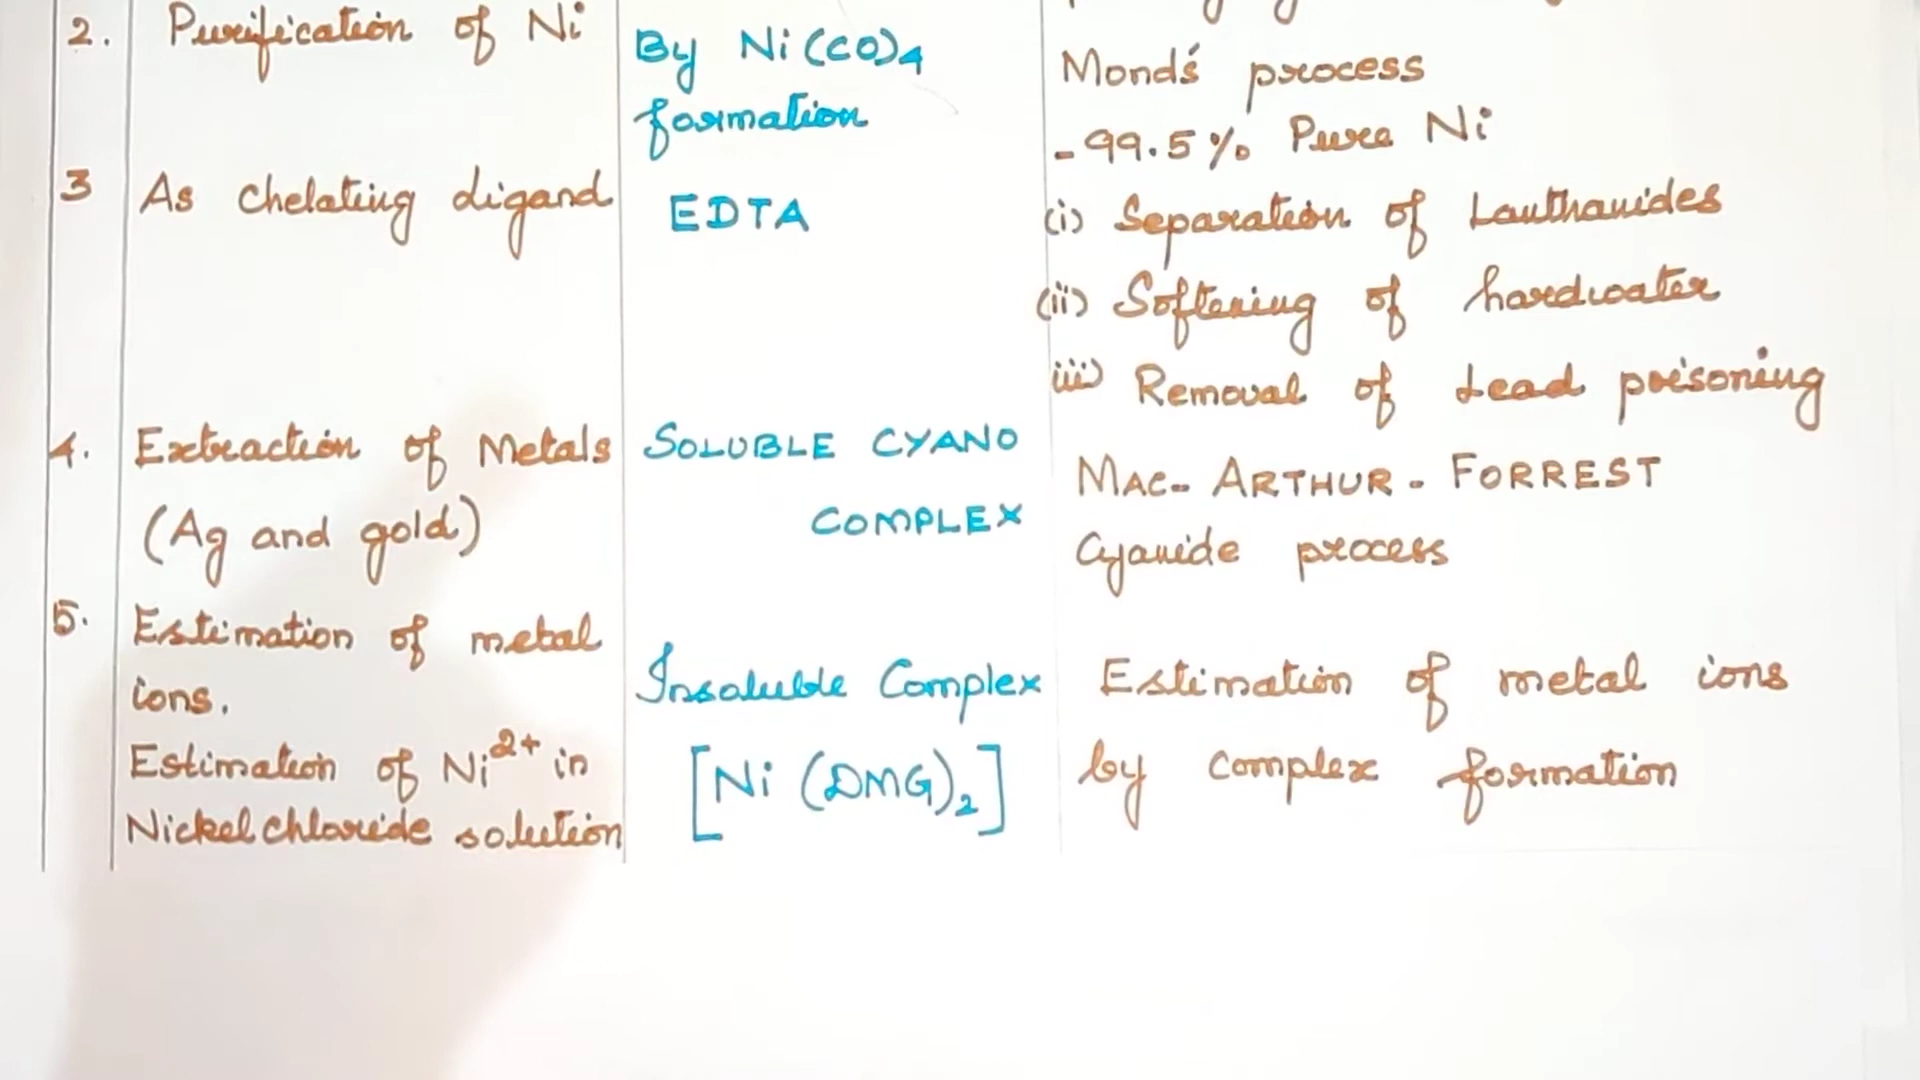 2. Purification of Ni
By Ni(CO)4
formation
Mond's process
- 99.5% Pure Ni
3 As chelating ligand
EDTA
(i) Separation of Lanthanides
(ii) Softening of hardwater
iii) Removal of Lead poisoning
4. Extraction of Metals
(Ag and gold)
SOLUBLE CYANO
COMPLEX
MAC- ARTHUR - FORREST
Cyanide process
5. Estimation of metal
ions.
Estimation of Ni2+ in
Nickel chloride solution
Insoluble Complex
[Ni (DMG)2]
Estimation of metal ions
by complex formation